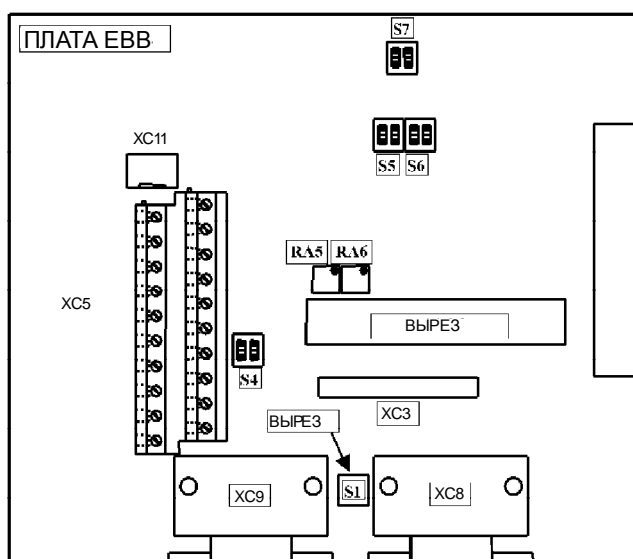 ПЛАТА ЕВВ
S7
S5 S6
XC11
RA5 RA6
XC5
ВЫРЕЗ
S4
XC3
ВЫРЕЗ
XC9
S1
XC8